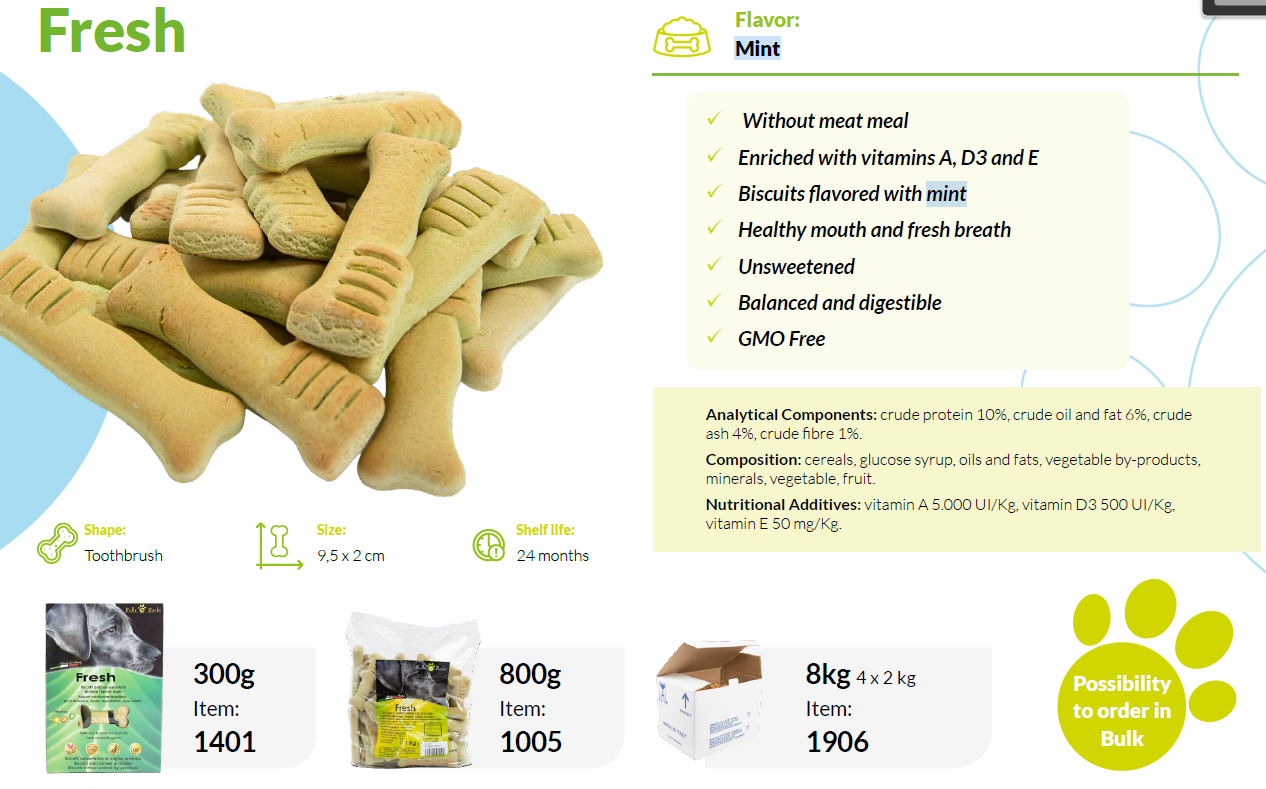 Fresh
Flavor:
Mint
Without meat meal
Enriched with vitamins A, D3 and E
Biscuits flavored with mint
Healthy mouth and fresh breath
Unsweetened
Balanced and digestible
GMO Free
Analytical Components: crude protein 10%, crude oil and fat 6%, crude
ash 4%, crude fibre 1%.
Composition: cereals, glucose syrup, oils and fats, vegetable by-products,
minerals, vegetable, fruit.
Nutritional Additives: vitamin A 5.000 UI/Kg, vitamin D3 500 UI/Kg,
vitamin E 50 mg/Kg.
Shape:
Toothbrush
Size:
9,5 x 2 cm
Shelf life:
24 months
Fresh
300g
Item:
1401
Fresh
1 Kg
800g
Item:
1005
8kg 4 x 2 kg
Item:
1906
Possibility
to order in
Bulk